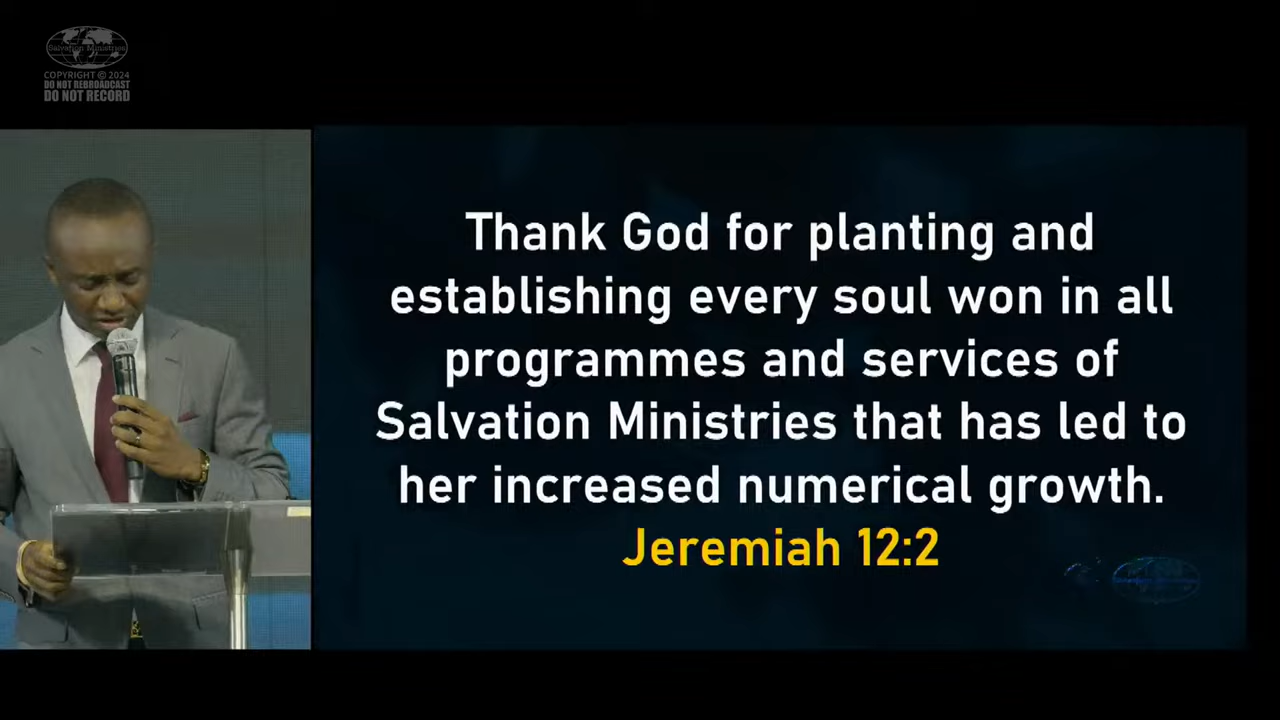 Salvation Ministries
COPYRIGHT © 2024
DO NOT REBROADCAST
DO NOT RECORD
Thank God for planting and
establishing every soul won in all
programmes and services of
Salvation Ministries that has led to
her increased numerical growth.
Jeremiah 12:2
Salvation Ministries